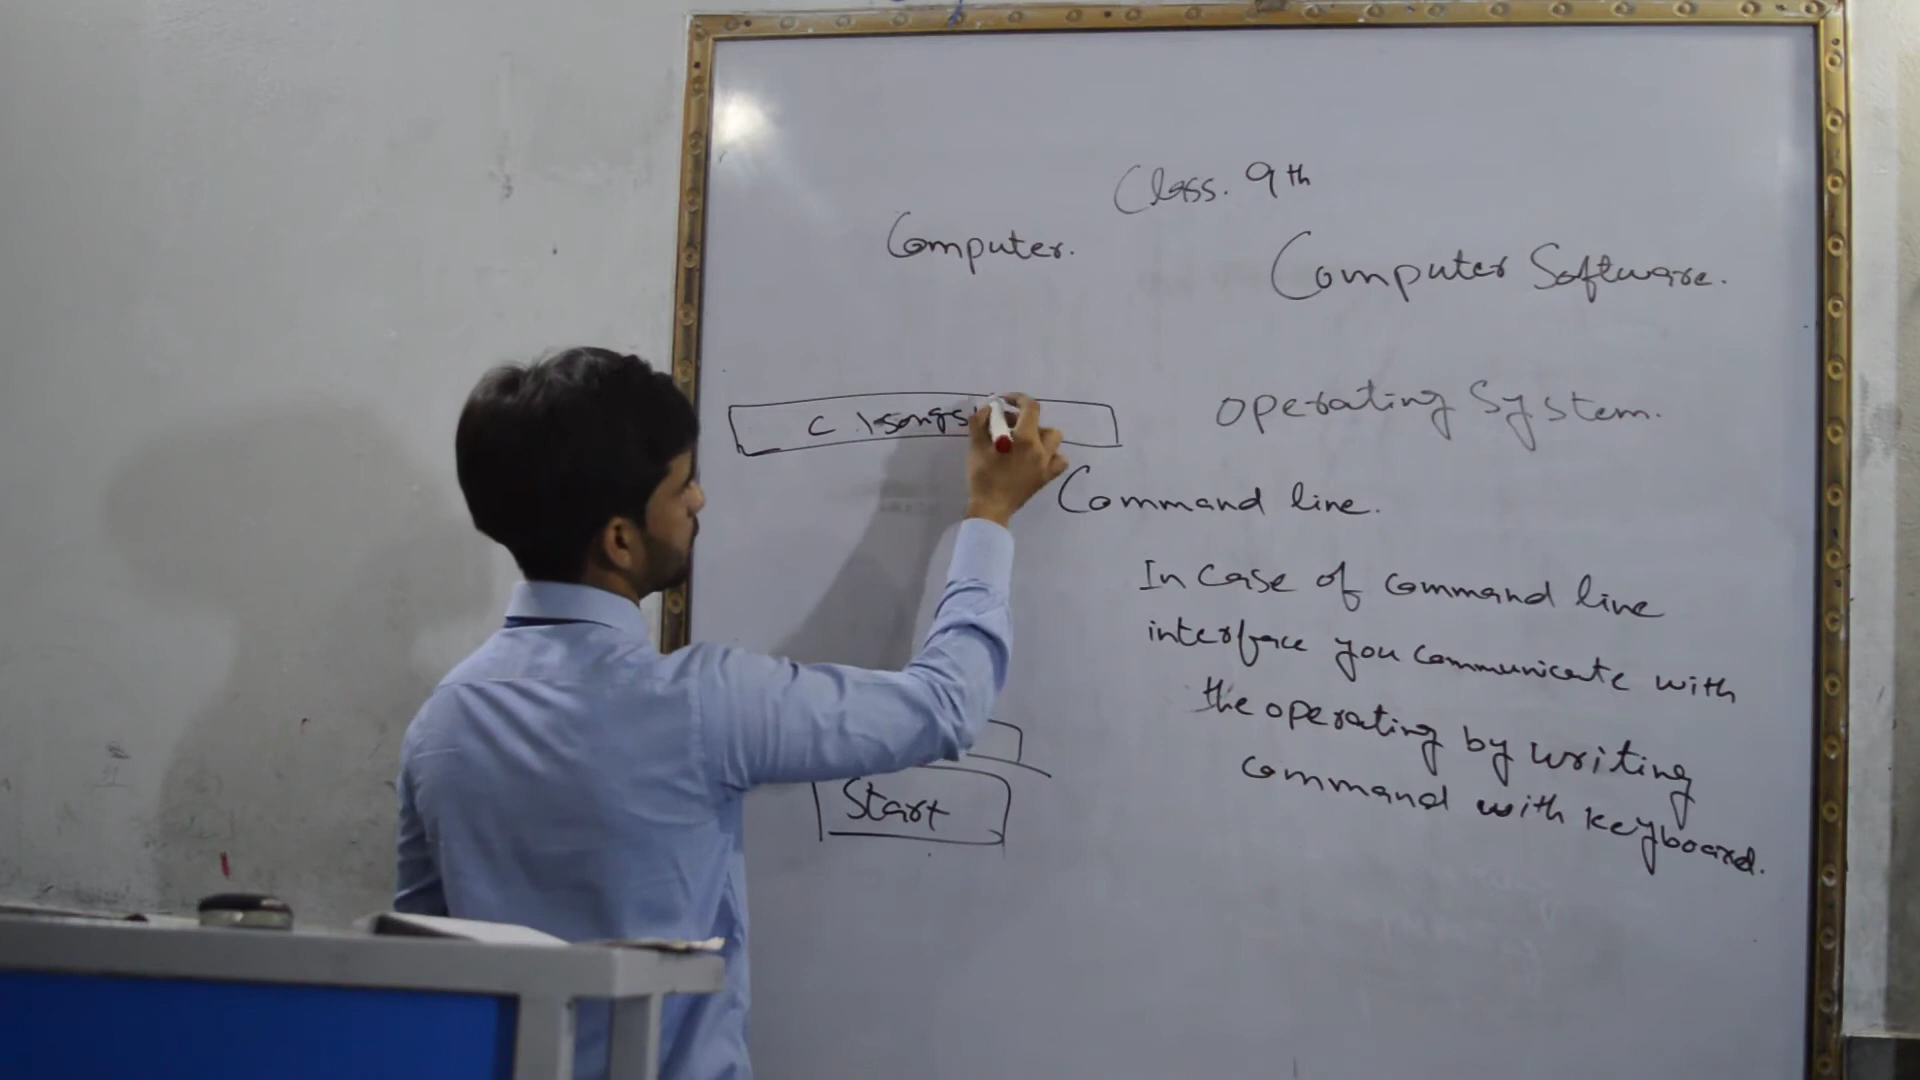 Class. 9th
Computer.
Computer Software.
Operating System.
C \songs
Command line.
In case of command line
interface you communicate with
the operating by writing
command with keyboard.
Start